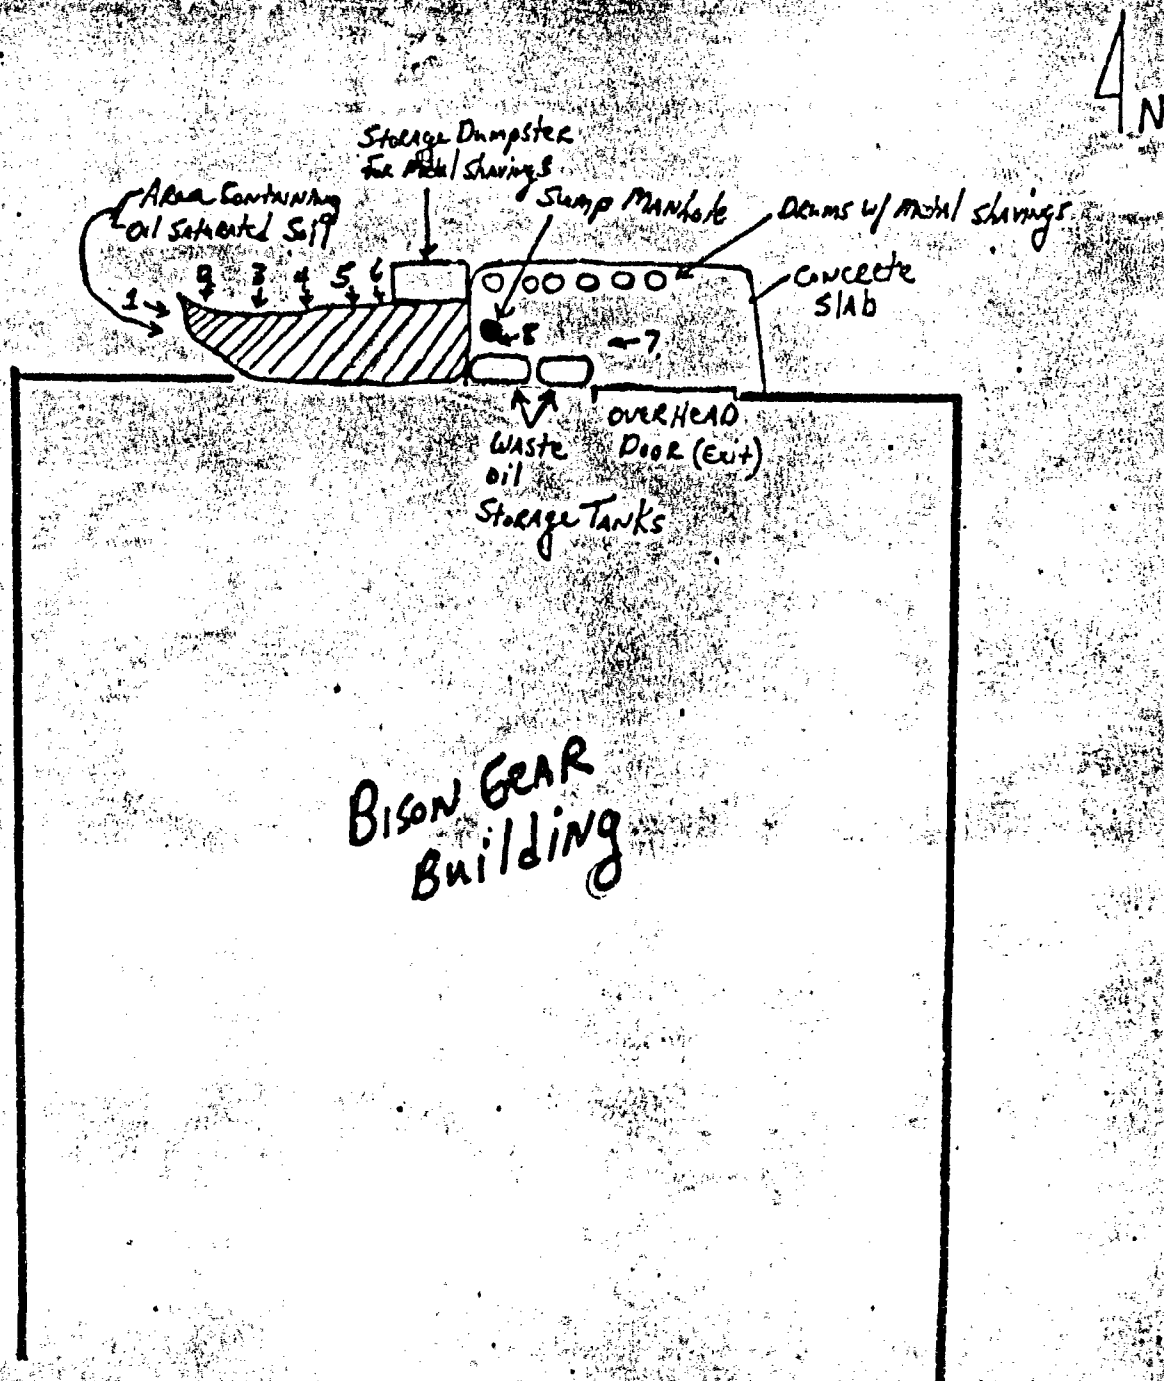 N
Storage Dumpster
For Metal Shavings
Sump Manhole
Drums w/ Metal Shavings
Area Containing
Oil Saturated Soil
Concrete
Slab
1 2 3 4 5 6
8
7
Overhead
Door (Exit)
Waste
Oil
Storage Tanks
Bison Gear
Building